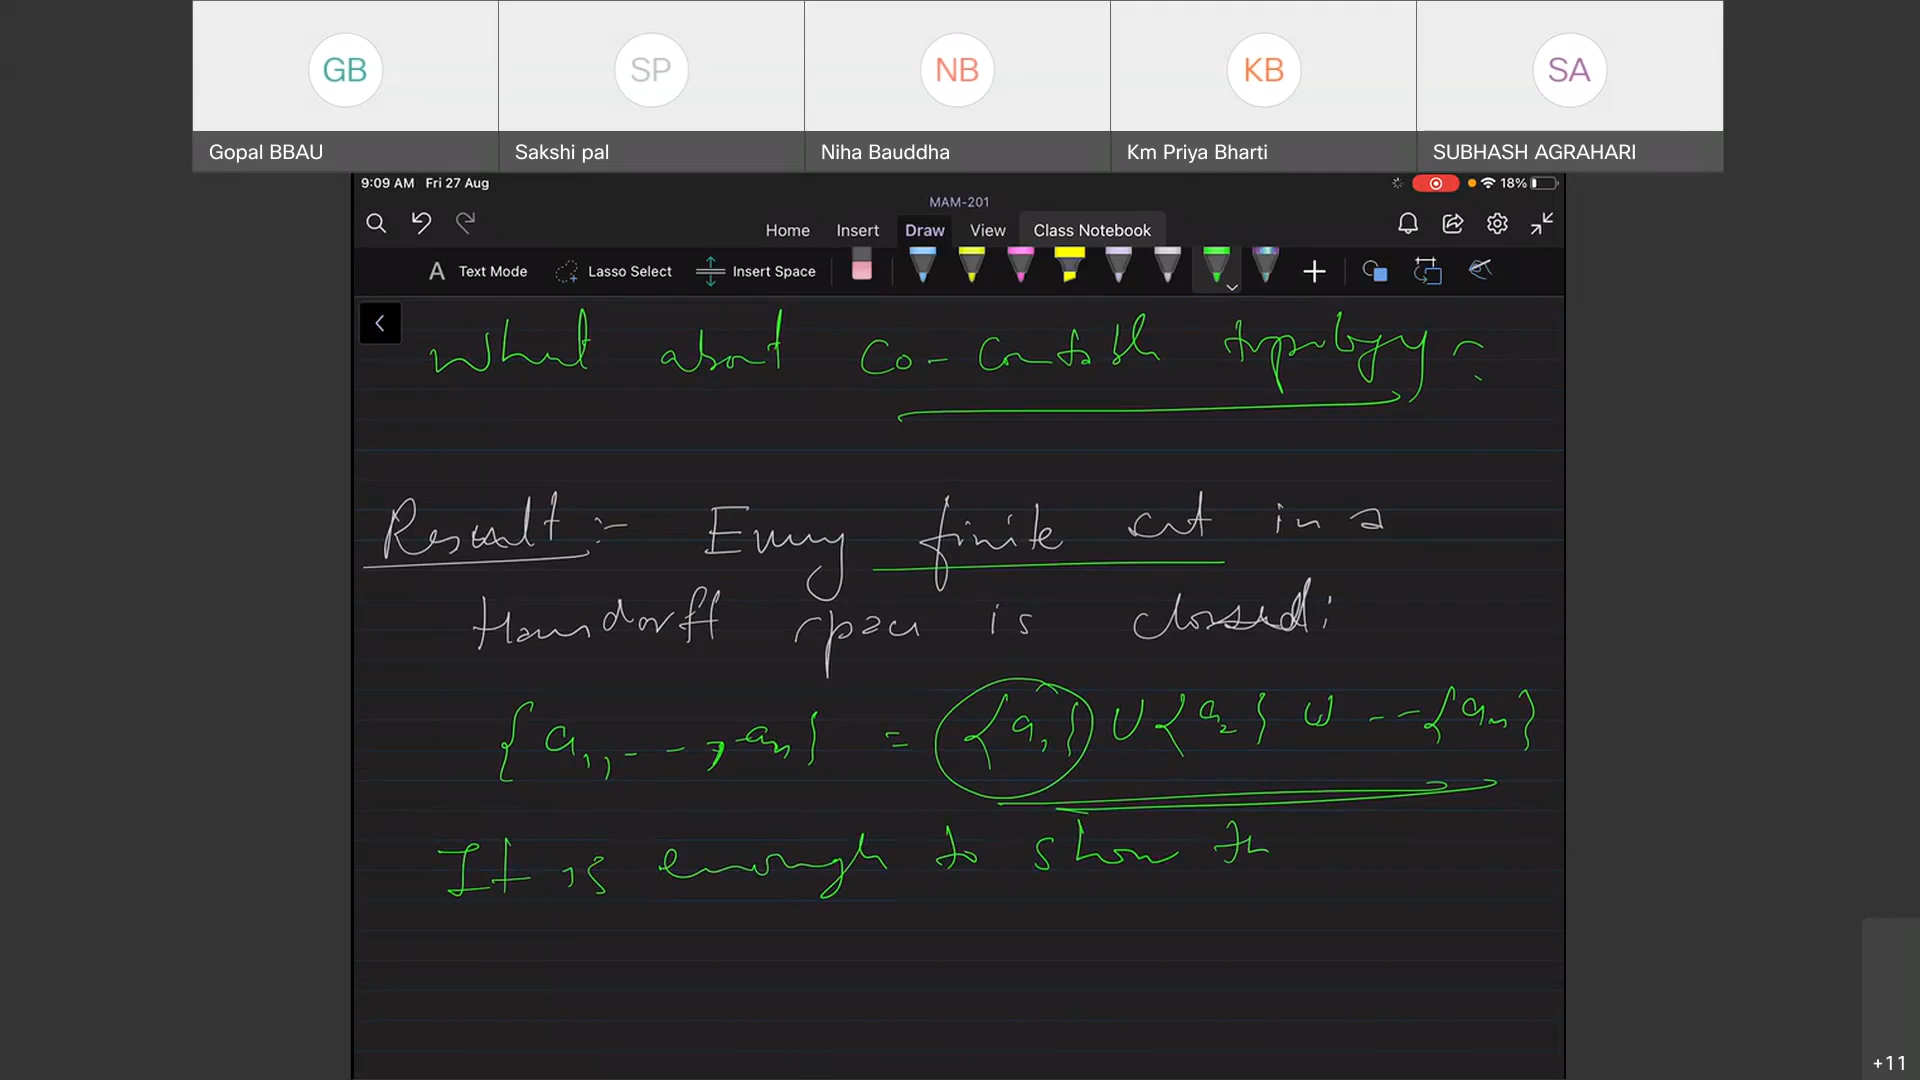 GB SP NB KB SA
Gopal BBAU Sakshi pal Niha Bauddha Km Priya Bharti SUBHASH AGRAHARI
9:09 AM Fri 27 Aug 18%
MAM-201
Home Insert Draw View Class Notebook
A Text Mode Lasso Select Insert Space
What about Co-Countable topology?
Result:- Every finite set in a
Hausdorff space is closed.
{a₁, - - , aₙ} = {a₁} ∪ {a₂} ∪ - - {aₙ}
It is enough to show th
+11